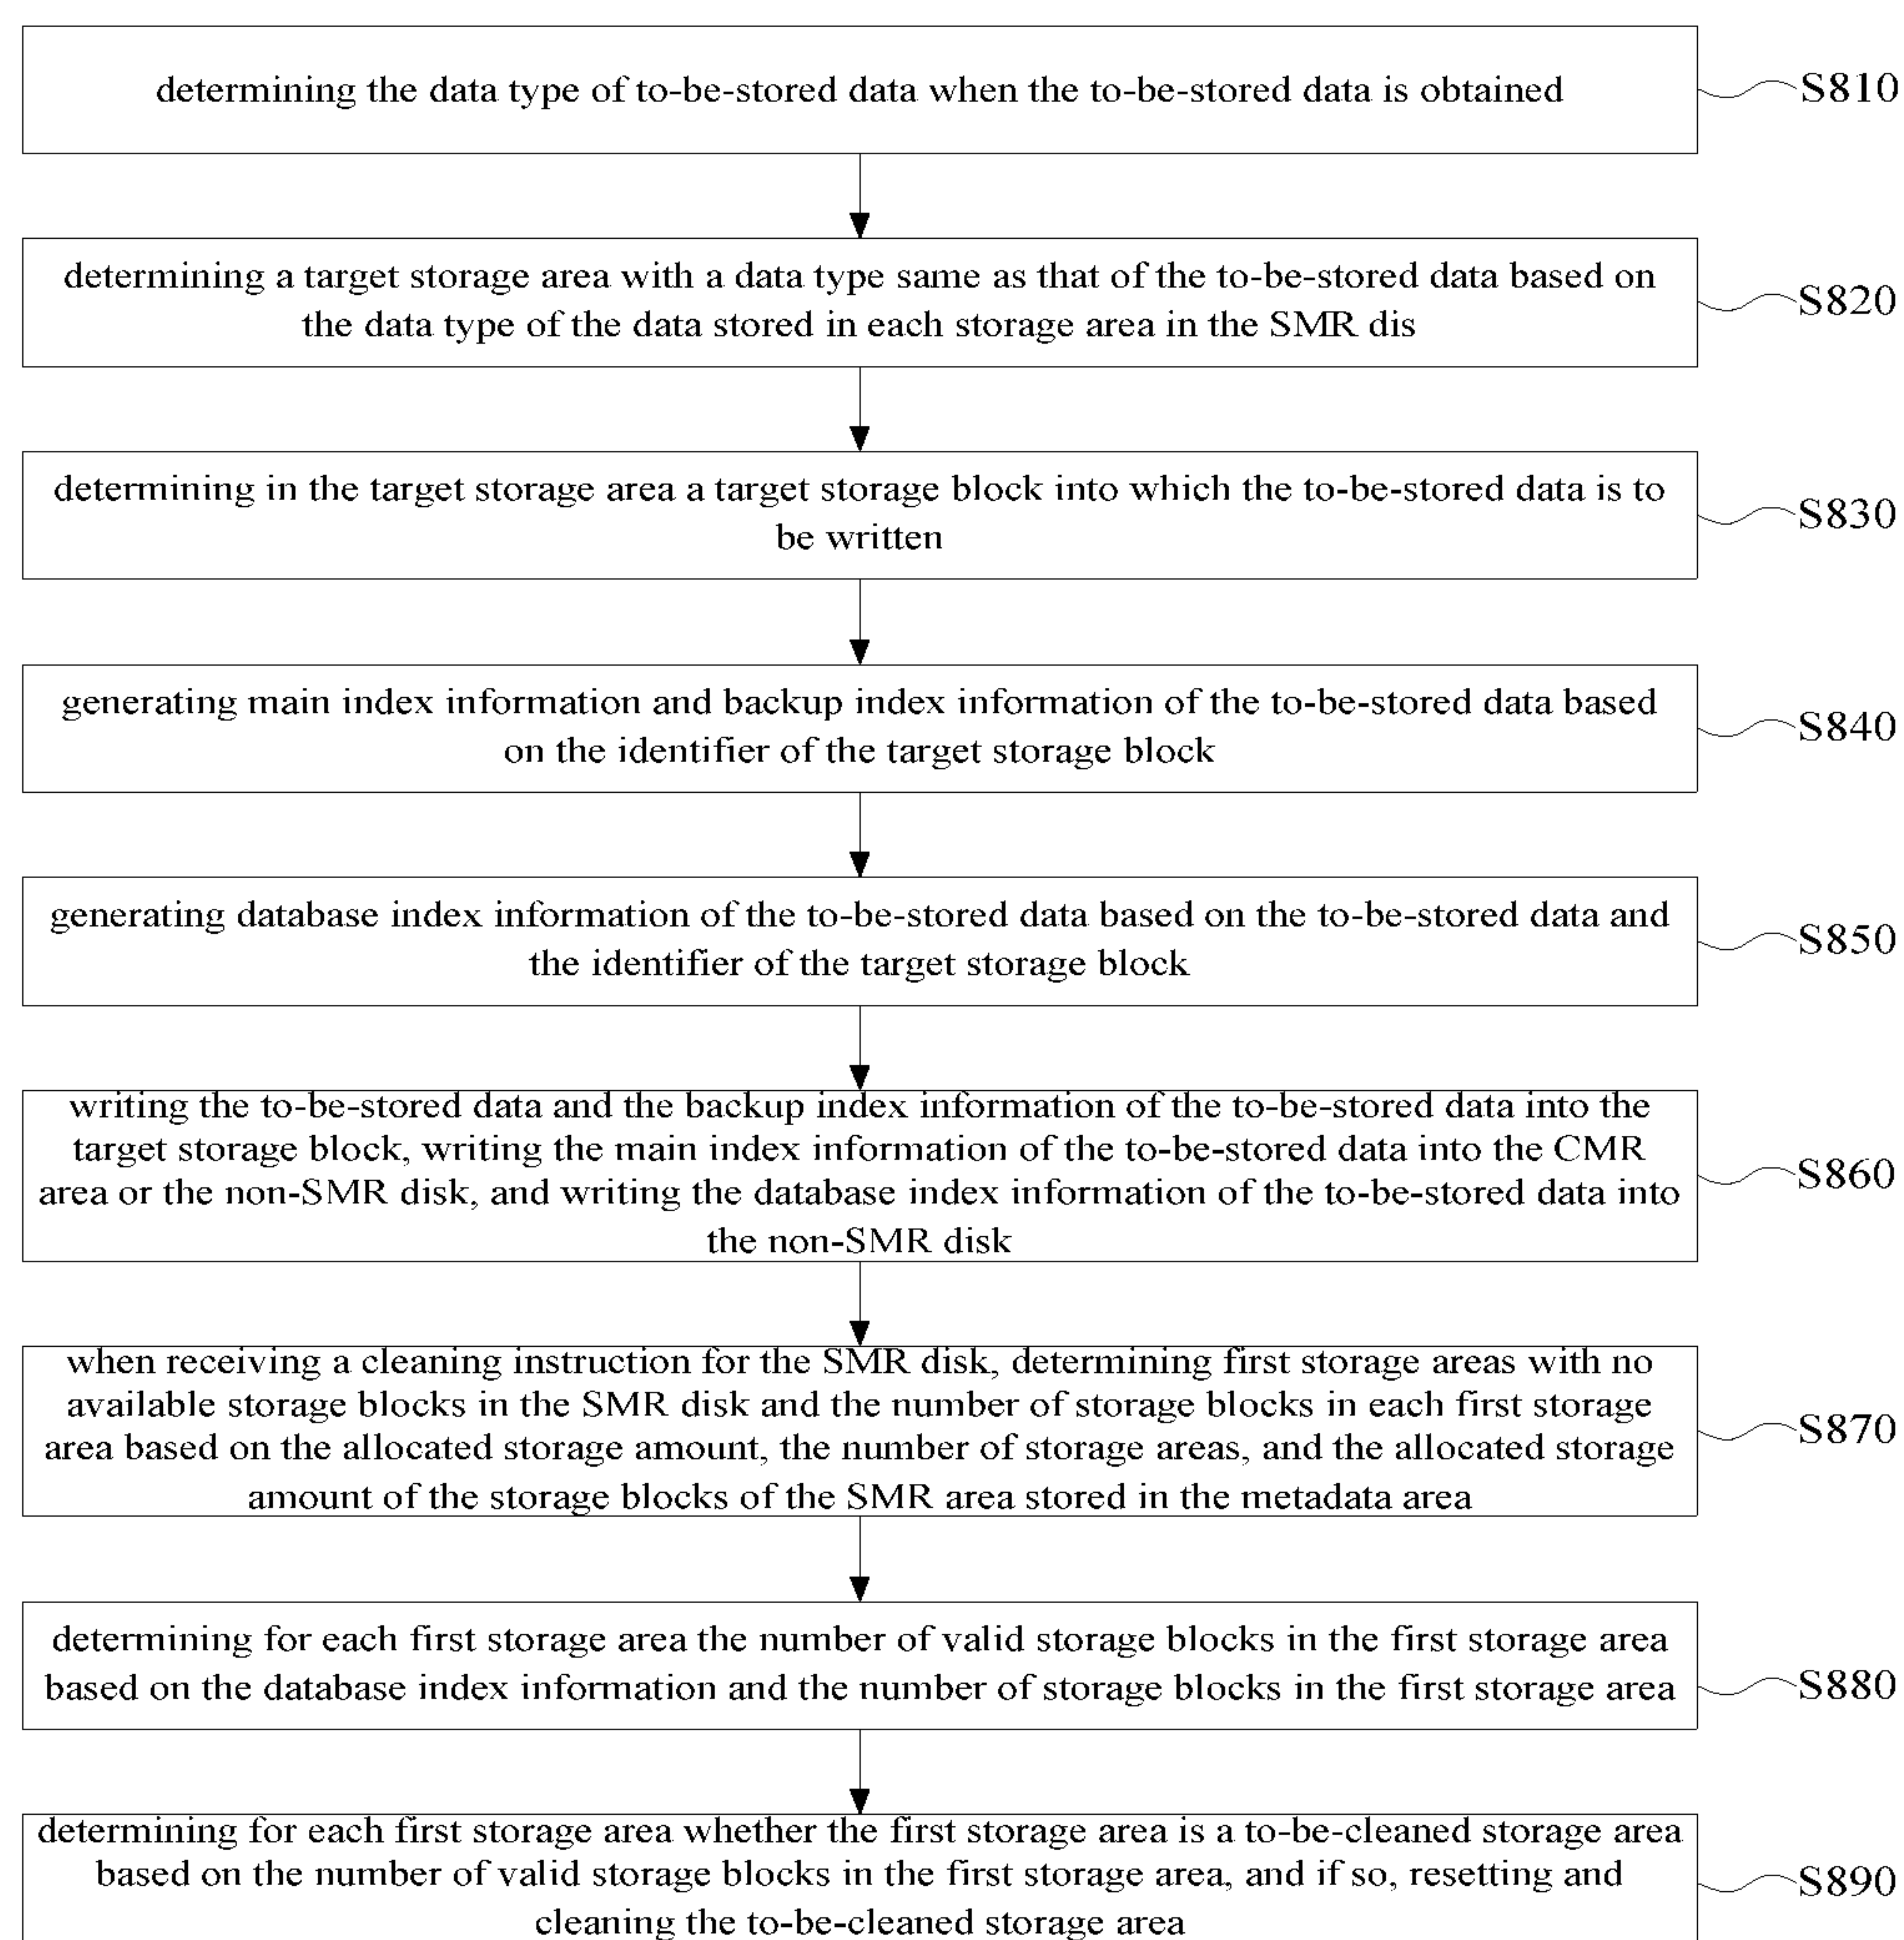 determining the data type of to-be-stored data when the to-be-stored data is obtained
S810
determining a target storage area with a data type same as that of the to-be-stored data based on
the data type of the data stored in each storage area in the SMR dis
S820
determining in the target storage area a target storage block into which the to-be-stored data is to
be written
S830
generating main index information and backup index information of the to-be-stored data based
on the identifier of the target storage block
S840
generating database index information of the to-be-stored data based on the to-be-stored data and
the identifier of the target storage block
S850
writing the to-be-stored data and the backup index information of the to-be-stored data into the
target storage block, writing the main index information of the to-be-stored data into the CMR
area or the non-SMR disk, and writing the database index information of the to-be-stored data into
the non-SMR disk
S860
when receiving a cleaning instruction for the SMR disk, determining first storage areas with no
available storage blocks in the SMR disk and the number of storage blocks in each first storage
area based on the allocated storage amount, the number of storage areas, and the allocated storage
amount of the storage blocks of the SMR area stored in the metadata area
S870
determining for each first storage area the number of valid storage blocks in the first storage area
based on the database index information and the number of storage blocks in the first storage area
S880
determining for each first storage area whether the first storage area is a to-be-cleaned storage area
based on the number of valid storage blocks in the first storage area, and if so, resetting and
cleaning the to-be-cleaned storage area
S890